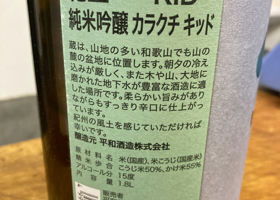 KID
純米吟醸 カラクチ キッド
蔵は、山地の多い和歌山でも山の
麓の盆地に位置します。朝夕の冷え
込みが厳しく、また木や山、大地に
磨かれた地下水が豊富な酒造に適
した場所です。柔らかい旨みがあり
ながらもすっきり辛口に仕上がって
います。
紀州の風土を感じていただければ
幸いです。
醸造元 平和酒造株式会社
原材料名 米(国産)、米こうじ(国産米)
精米歩合 こうじ米50%、かけ米55%
アルコール分 15度
内容量 1.8L
販売者